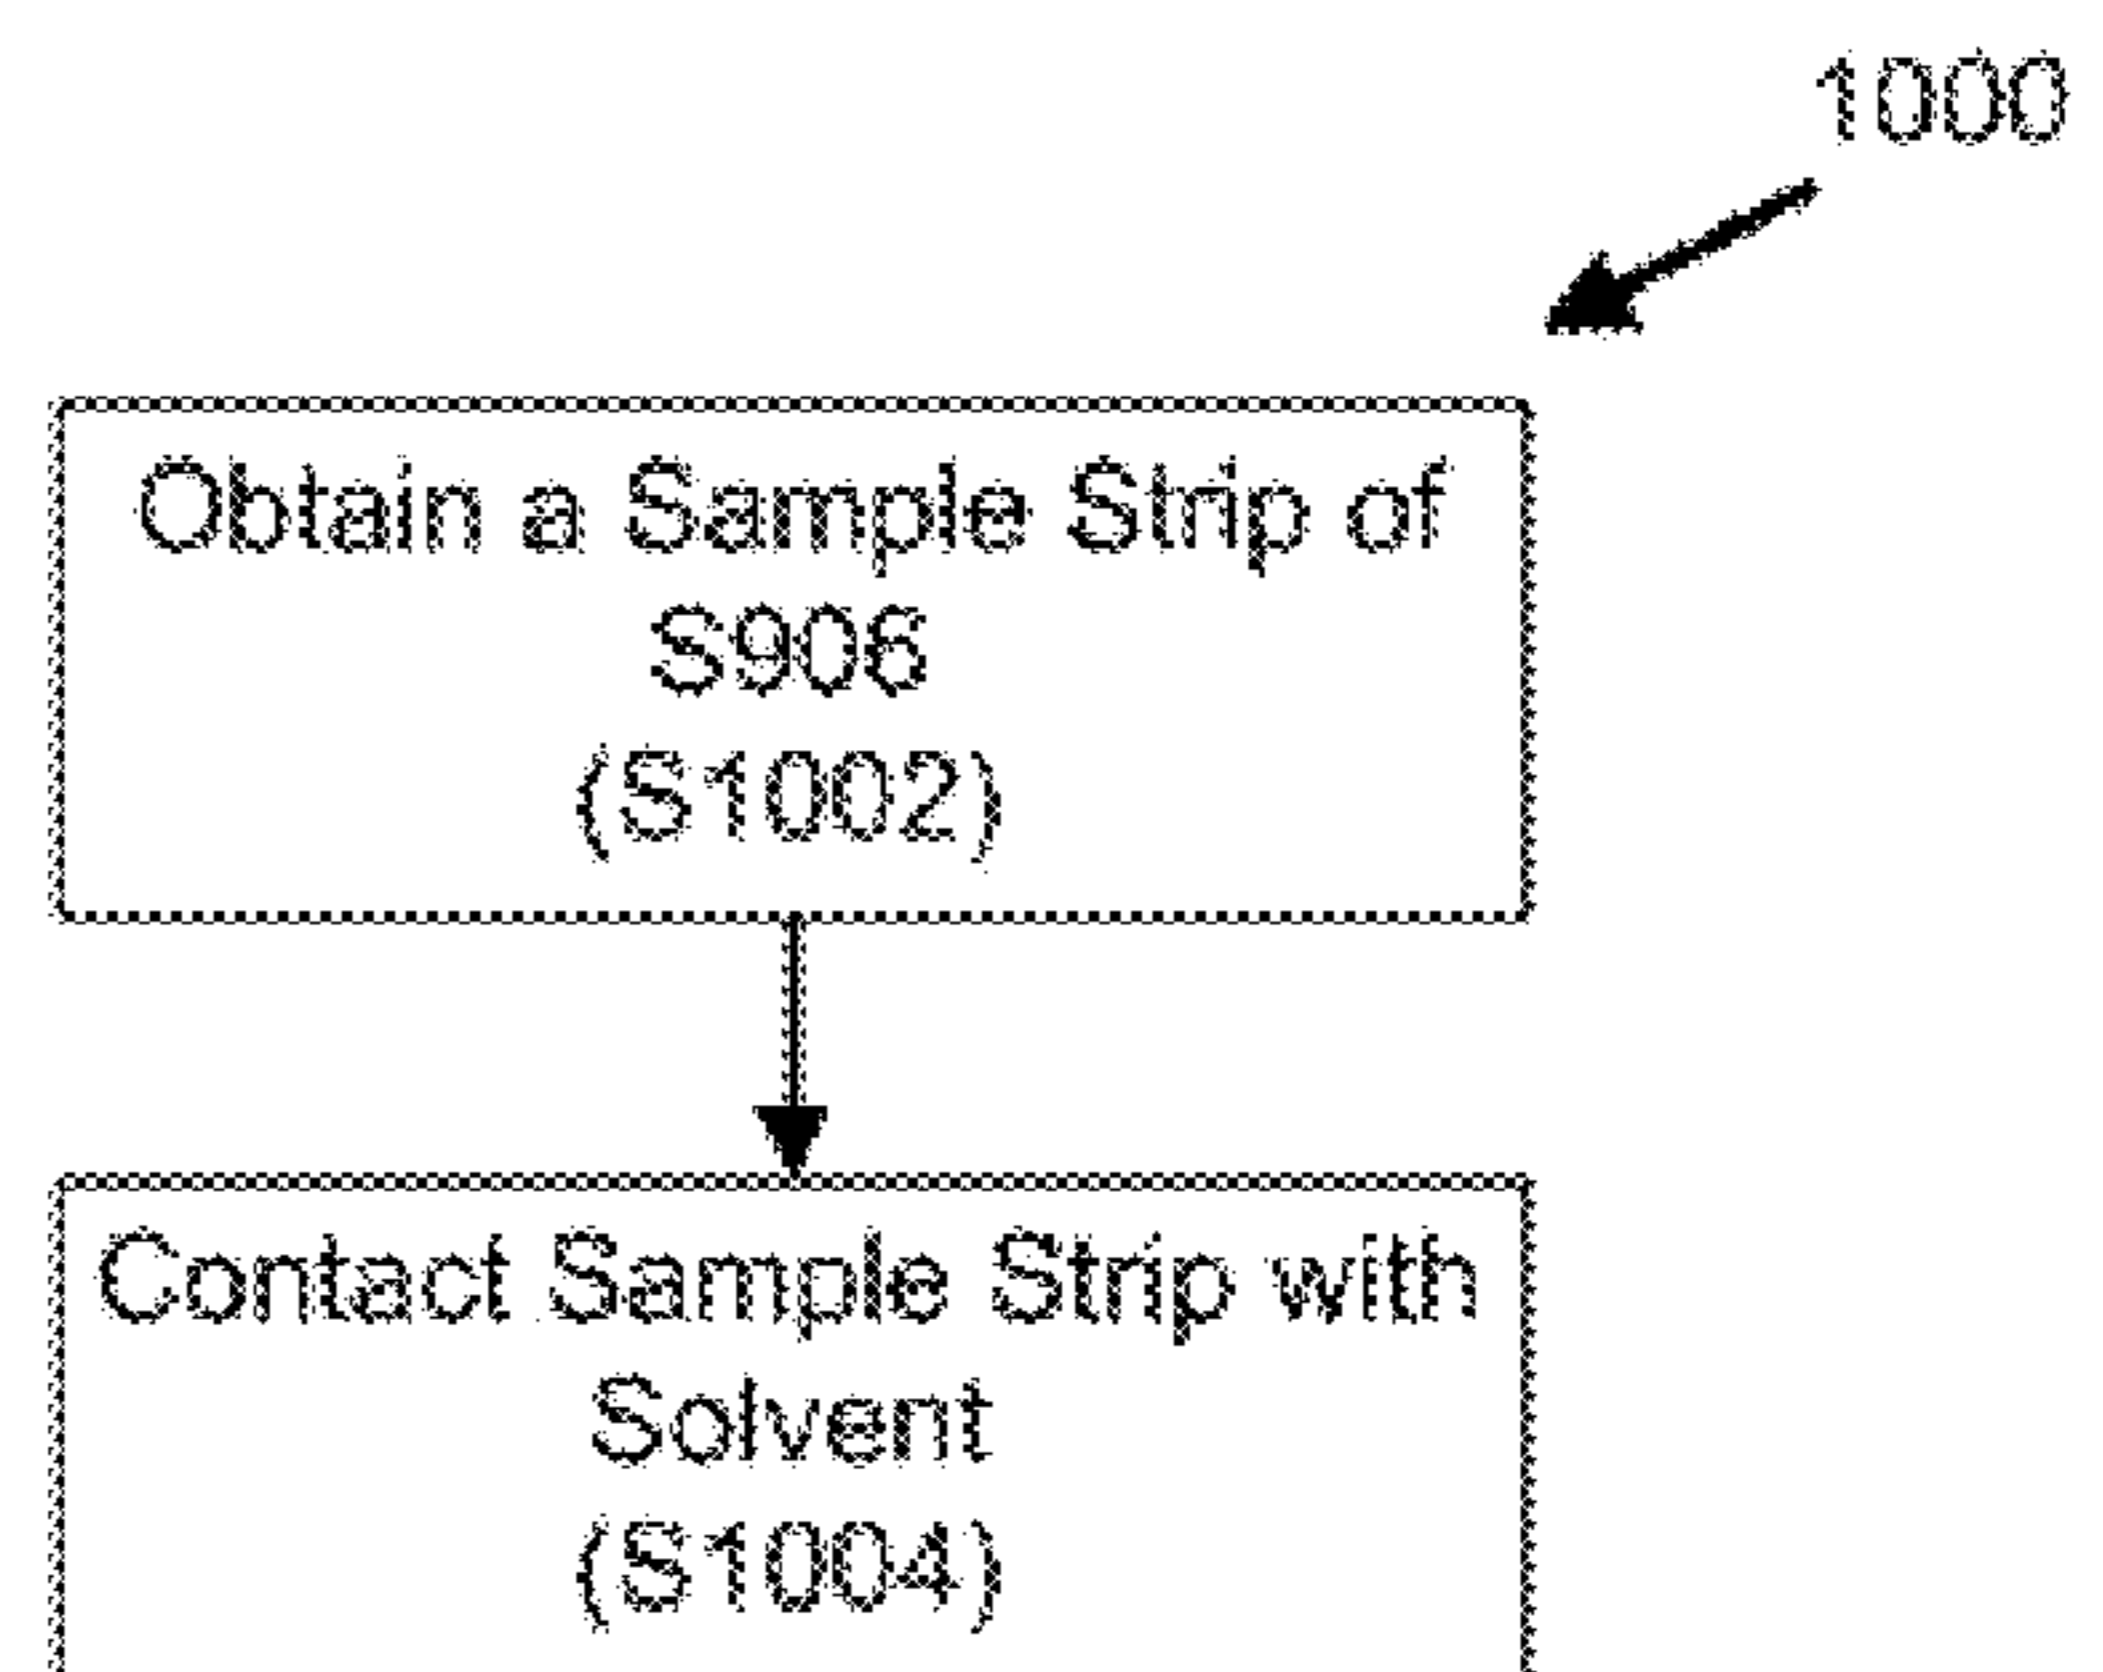 1000
Obtain a Sample Strip of
S906
(S1002)
Contact Sample Strip with
Solvent
(S1004)